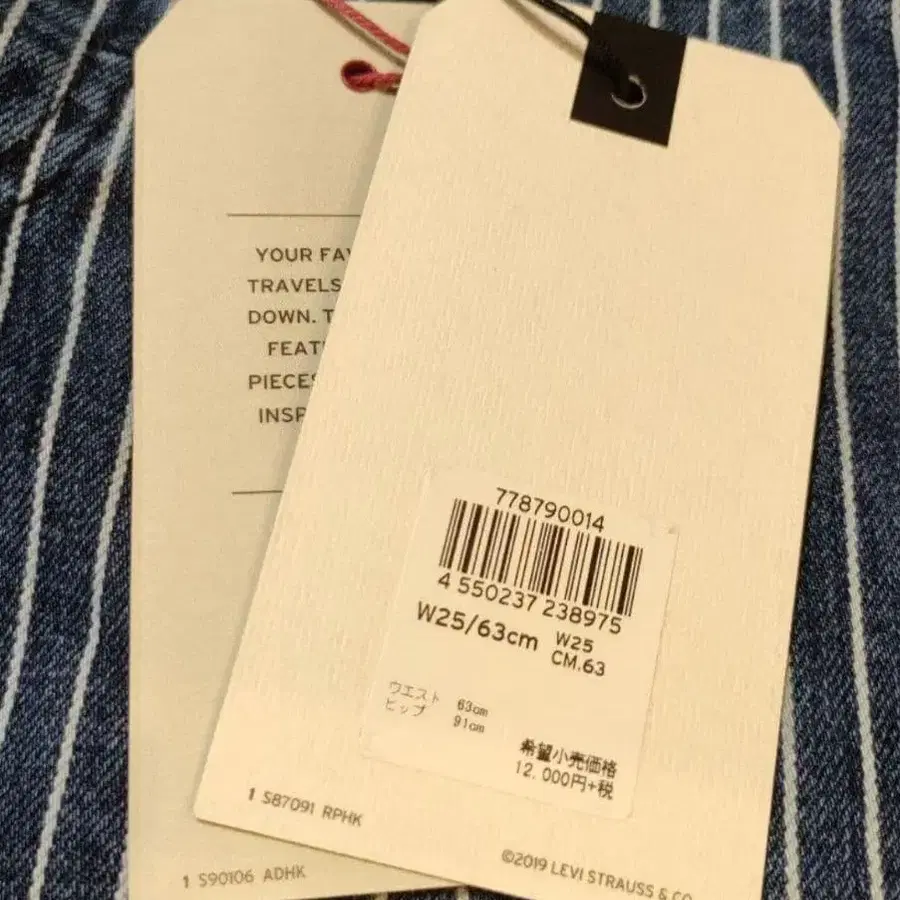 YOUR FAV
TRAVELS
DOWN. T
FEAT
PIECES
INSP
1 S90106 ADHK
778790014
4 550237 238975
W25/63cm
W25
CM.63
ウエスト 63cm
ヒップ 91cm
希望小売価格
12,000円+税
1 S87091 RPHK
©2019 LEVI STRAUSS & CO